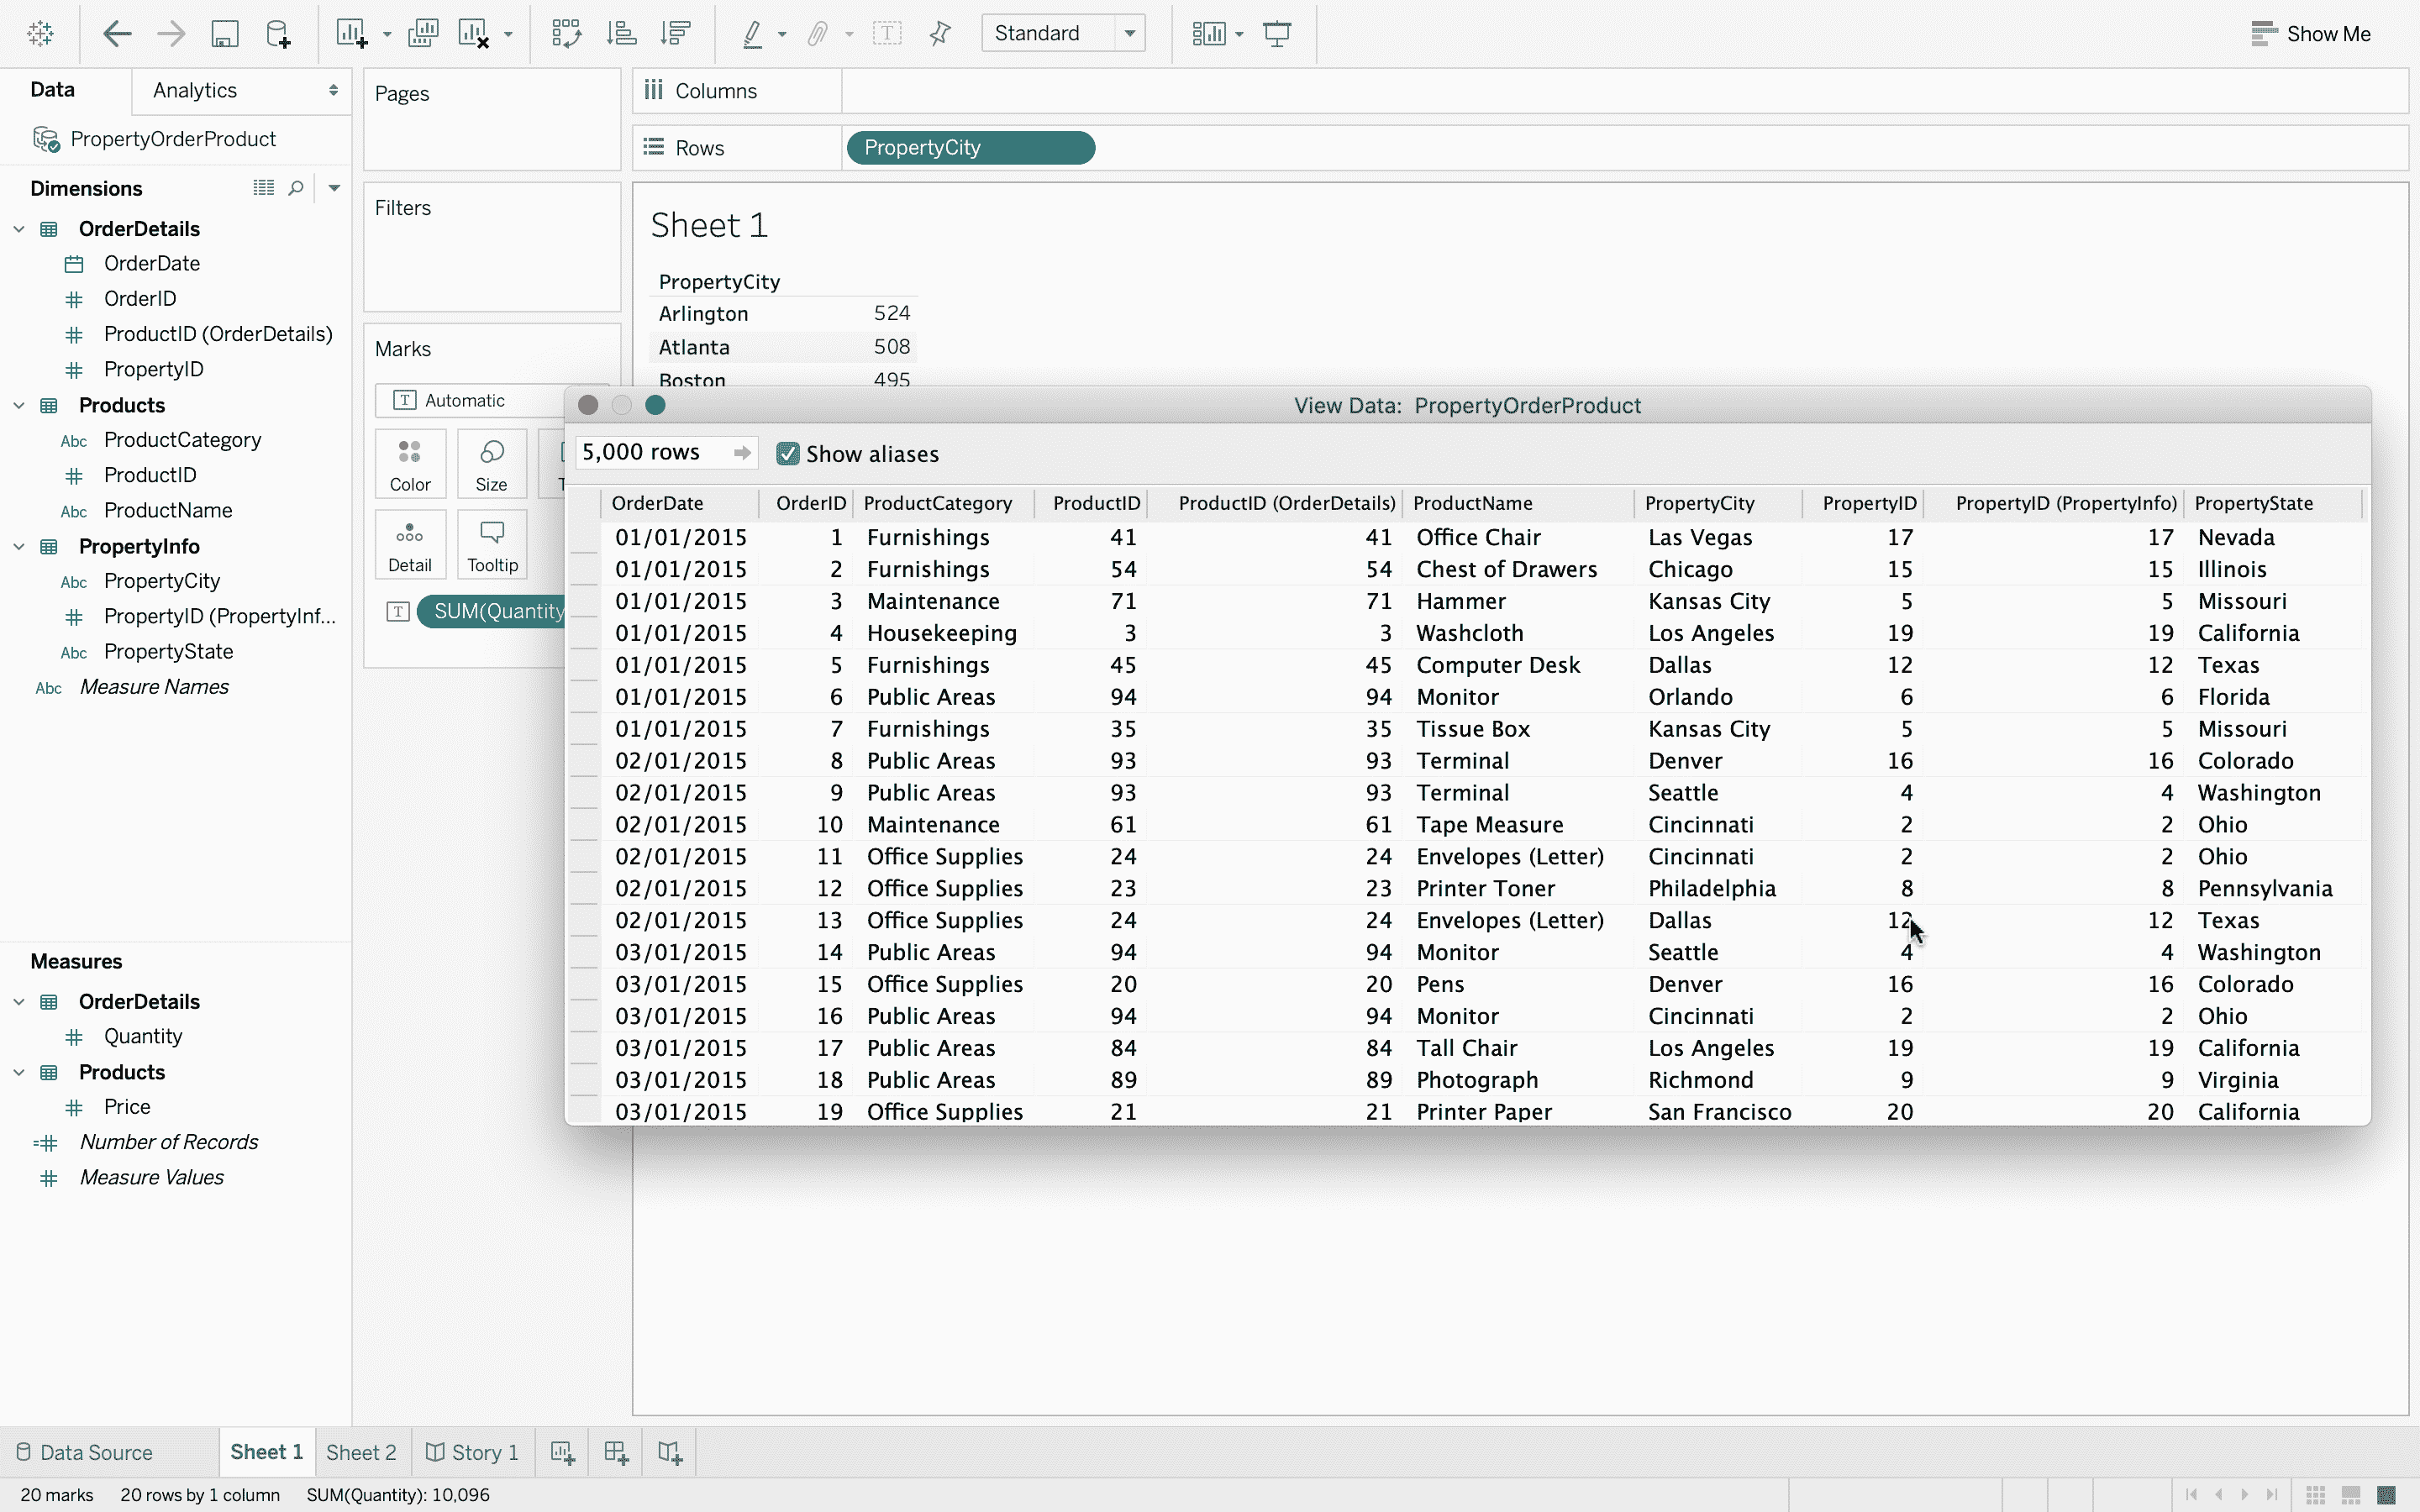 Standard
Show Me
Data
Analytics
PropertyOrderProduct
Dimensions
OrderDetails
OrderDate
OrderID
ProductID (OrderDetails)
PropertyID
Products
Abc ProductCategory
ProductID
Abc ProductName
PropertyInfo
Abc PropertyCity
PropertyID (PropertyInf...
Abc PropertyState
Abc Measure Names
Measures
OrderDetails
Quantity
Products
Price
Number of Records
Measure Values
Pages
Filters
Marks
T Automatic
Color
Size
Detail
Tooltip
T SUM(Quantity
Columns
Rows
PropertyCity
Sheet 1
PropertyCity
Arlington 524
Atlanta 508
Boston 495
View Data: PropertyOrderProduct
5,000 rows
Show aliases
OrderDate OrderID ProductCategory ProductID ProductID (OrderDetails) ProductName PropertyCity PropertyID PropertyID (PropertyInfo) PropertyState
01/01/2015 1 Furnishings 41 41 Office Chair Las Vegas 17 17 Nevada
01/01/2015 2 Furnishings 54 54 Chest of Drawers Chicago 15 15 Illinois
01/01/2015 3 Maintenance 71 71 Hammer Kansas City 5 5 Missouri
01/01/2015 4 Housekeeping 3 3 Washcloth Los Angeles 19 19 California
01/01/2015 5 Furnishings 45 45 Computer Desk Dallas 12 12 Texas
01/01/2015 6 Public Areas 94 94 Monitor Orlando 6 6 Florida
01/01/2015 7 Furnishings 35 35 Tissue Box Kansas City 5 5 Missouri
02/01/2015 8 Public Areas 93 93 Terminal Denver 16 16 Colorado
02/01/2015 9 Public Areas 93 93 Terminal Seattle 4 4 Washington
02/01/2015 10 Maintenance 61 61 Tape Measure Cincinnati 2 2 Ohio
02/01/2015 11 Office Supplies 24 24 Envelopes (Letter) Cincinnati 2 2 Ohio
02/01/2015 12 Office Supplies 23 23 Printer Toner Philadelphia 8 8 Pennsylvania
02/01/2015 13 Office Supplies 24 24 Envelopes (Letter) Dallas 12 12 Texas
03/01/2015 14 Public Areas 94 94 Monitor Seattle 4 4 Washington
03/01/2015 15 Office Supplies 20 20 Pens Denver 16 16 Colorado
03/01/2015 16 Public Areas 94 94 Monitor Cincinnati 2 2 Ohio
03/01/2015 17 Public Areas 84 84 Tall Chair Los Angeles 19 19 California
03/01/2015 18 Public Areas 89 89 Photograph Richmond 9 9 Virginia
03/01/2015 19 Office Supplies 21 21 Printer Paper San Francisco 20 20 California
Data Source
Sheet 1
Sheet 2
Story 1
20 marks 20 rows by 1 column SUM(Quantity): 10,096